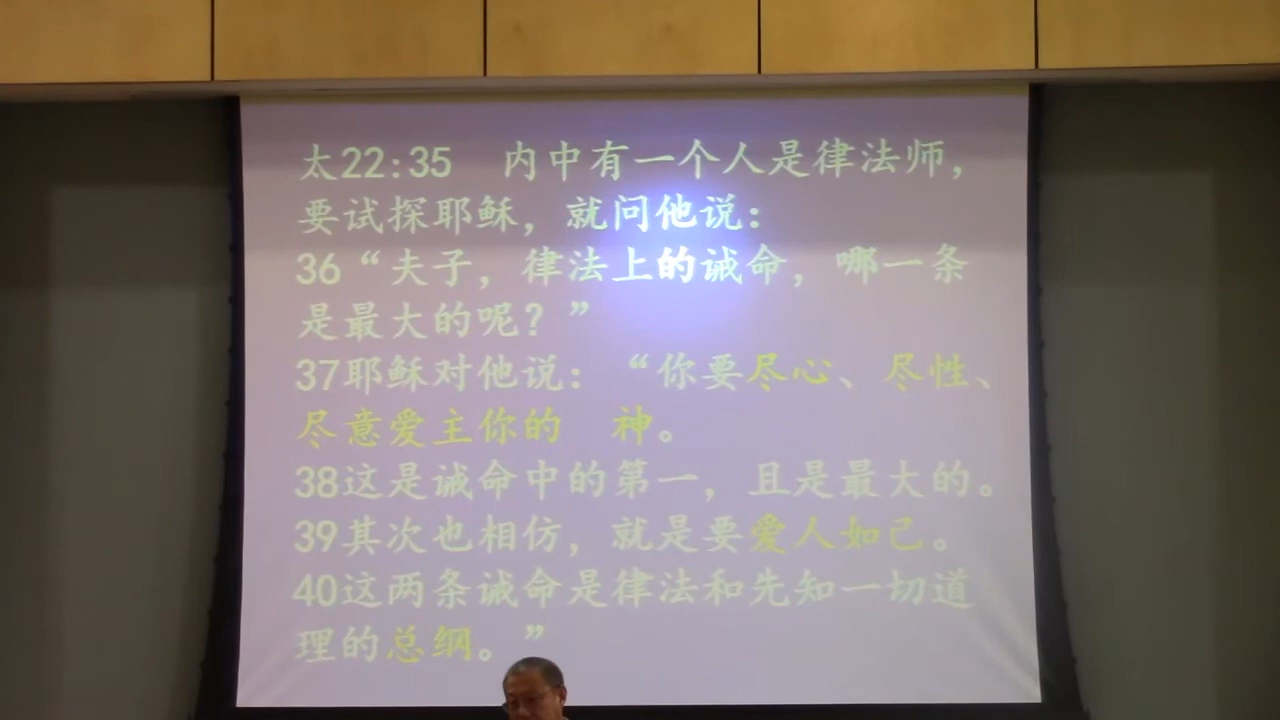 太22:35　内中有一个人是律法师，
要试探耶稣，就问他说：
36“夫子，律法上的诫命，哪一条
是最大的呢？”
37耶稣对他说：“你要尽心、尽性、
尽意爱主你的　神。
38这是诫命中的第一，且是最大的。
39其次也相仿，就是要爱人如己。
40这两条诫命是律法和先知一切道
理的总纲。”